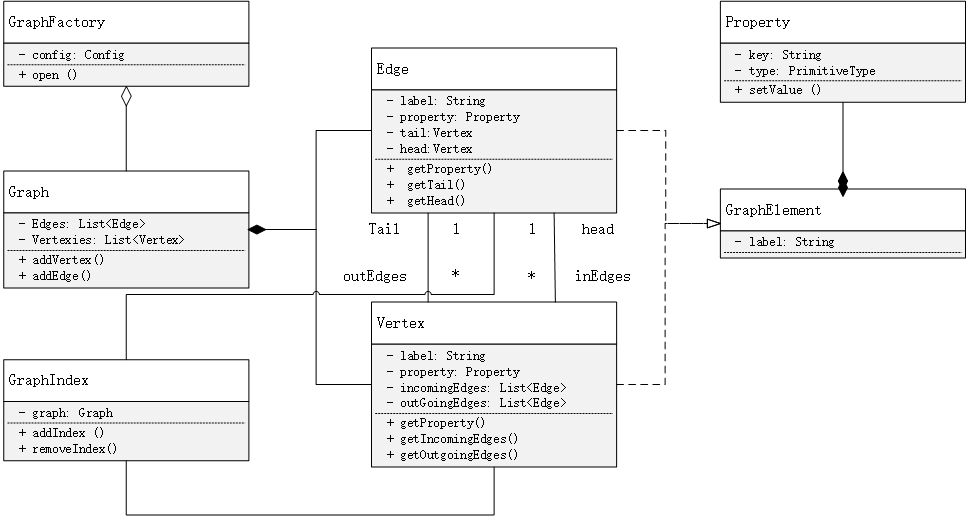 GraphFactory
- config: Config
+ open ()
Graph
- Edges: List<Edge>
- Vertexies: List<Vertex>
+ addVertex()
+ addEdge()
GraphIndex
- graph: Graph
+ addIndex ()
+ removeIndex()
Edge
- label: String
- property: Property
- tail:Vertex
- head:Vertex
+ getProperty()
+ getTail()
+ getHead()
Tail 1 1 head
outEdges * * inEdges
Vertex
- label: String
- property: Property
- incomingEdges: List<Edge>
- outGoingEdges: List<Edge>
+ getProperty()
+ getIncomingEdges()
+ getOutgoingEdges()
Property
- key: String
- type: PrimitiveType
+ setValue ()
GraphElement
- label: String